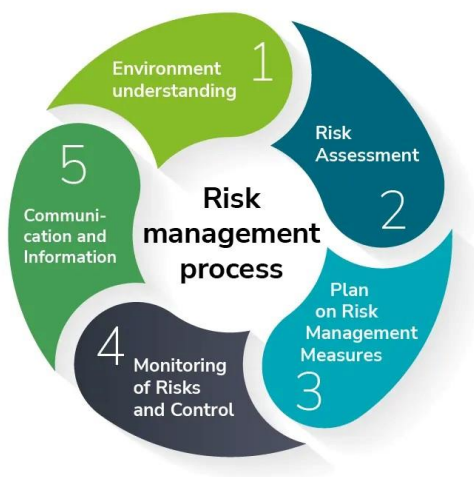 1
Environment
understanding
Risk
Assessment
2
Plan
on Risk
Management
Measures
3
4
Monitoring
of Risks
and Control
5
Communi-
cation and
Information
Risk
management
process